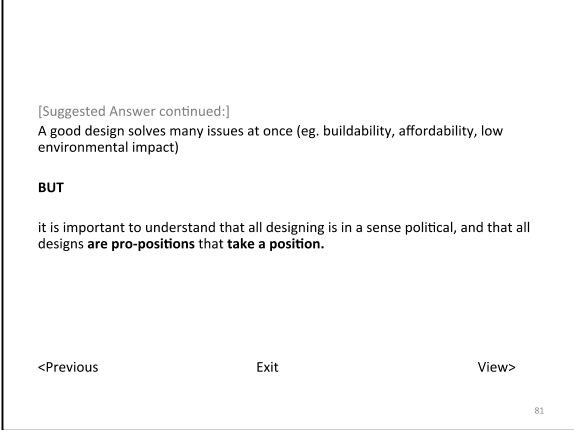 [Suggested Answer continued:]
A good design solves many issues at once (eg. buildability, affordability, low
environmental impact)
BUT
it is important to understand that all designing is in a sense political, and that all
designs are pro-positions that take a position.
<Previous Exit View>
81